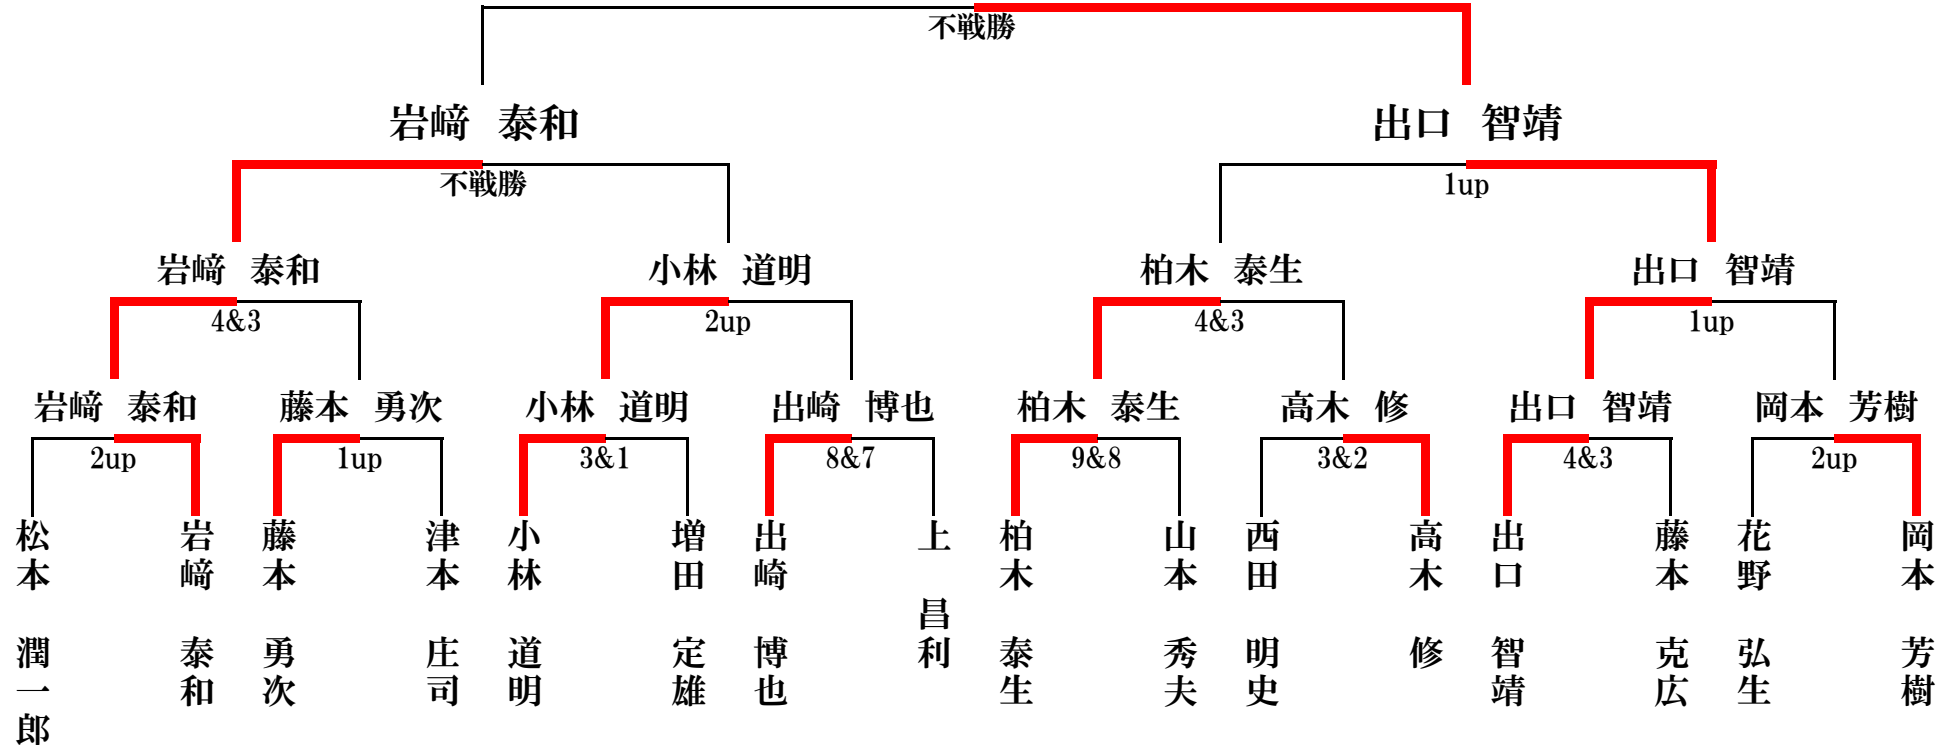 不戦勝
岩﨑 泰和
出口 智靖
不戦勝
1up
岩﨑 泰和
小林 道明
柏木 泰生
出口 智靖
4&3
2up
4&3
1up
岩﨑 泰和
藤本 勇次
小林 道明
出崎 博也
柏木 泰生
高木 修
出口 智靖
岡本 芳樹
2up
1up
3&1
8&7
9&8
3&2
4&3
2up
松本 潤一郎
岩﨑 泰和
藤本 勇次
津本 庄司
小林 道明
増田 定雄
出崎 博也
上 昌利
柏木 泰生
山本 秀夫
西田 明史
高木 修
出口 智靖
藤本 克広
花野 弘生
岡本 芳樹